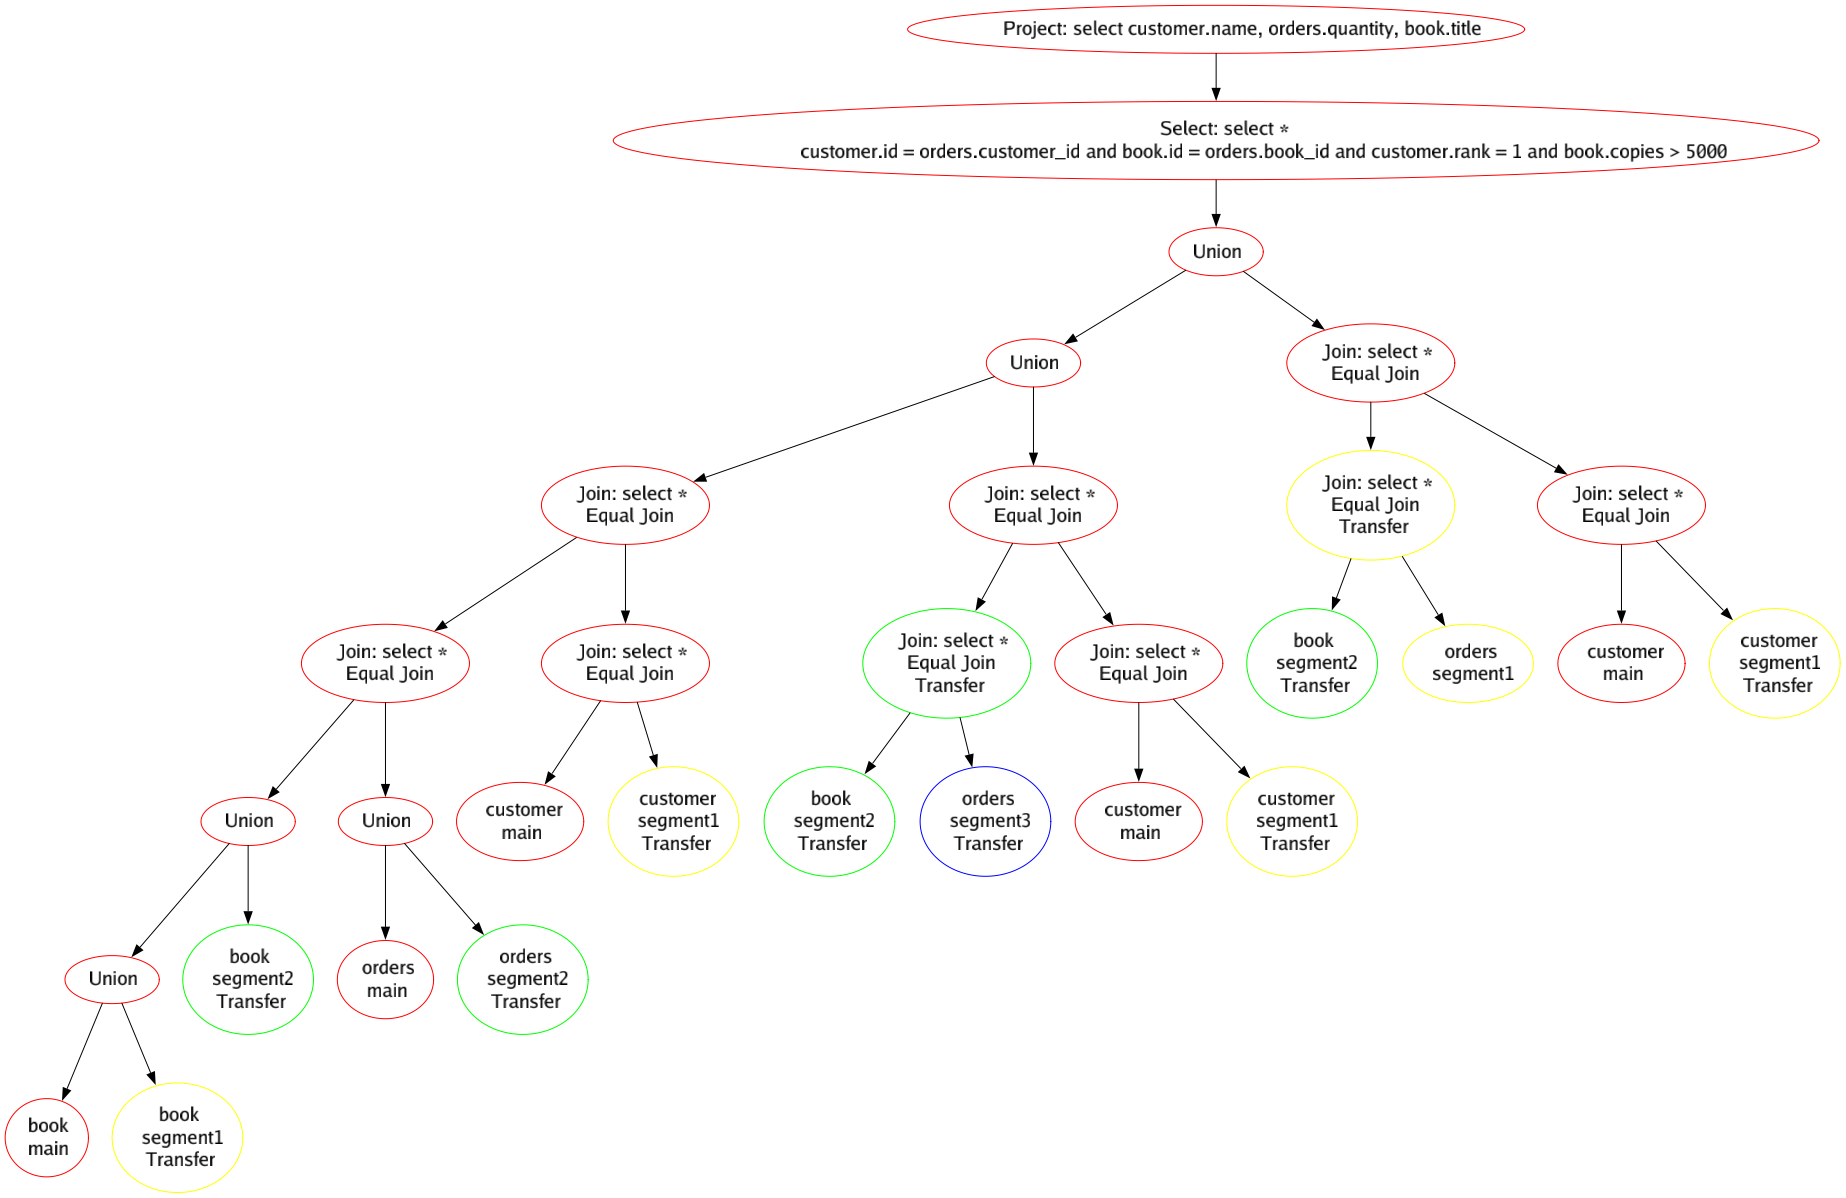 Project: select customer.name, orders.quantity, book.title
Select: select *
customer.id = orders.customer_id and book.id = orders.book_id and customer.rank = 1 and book.copies > 5000
Union
Union
Join: select *
Equal Join
Join: select *
Equal Join
Join: select *
Equal Join
Join: select *
Equal Join
Transfer
Join: select *
Equal Join
Join: select *
Equal Join
Join: select *
Equal Join
Join: select *
Equal Join
Transfer
Join: select *
Equal Join
book
segment2
Transfer
orders
segment1
customer
main
customer
segment1
Transfer
Union
Union
customer
main
customer
segment1
Transfer
book
segment2
Transfer
orders
segment3
Transfer
customer
main
customer
segment1
Transfer
Union
book
segment2
Transfer
orders
main
orders
segment2
Transfer
book
main
book
segment1
Transfer